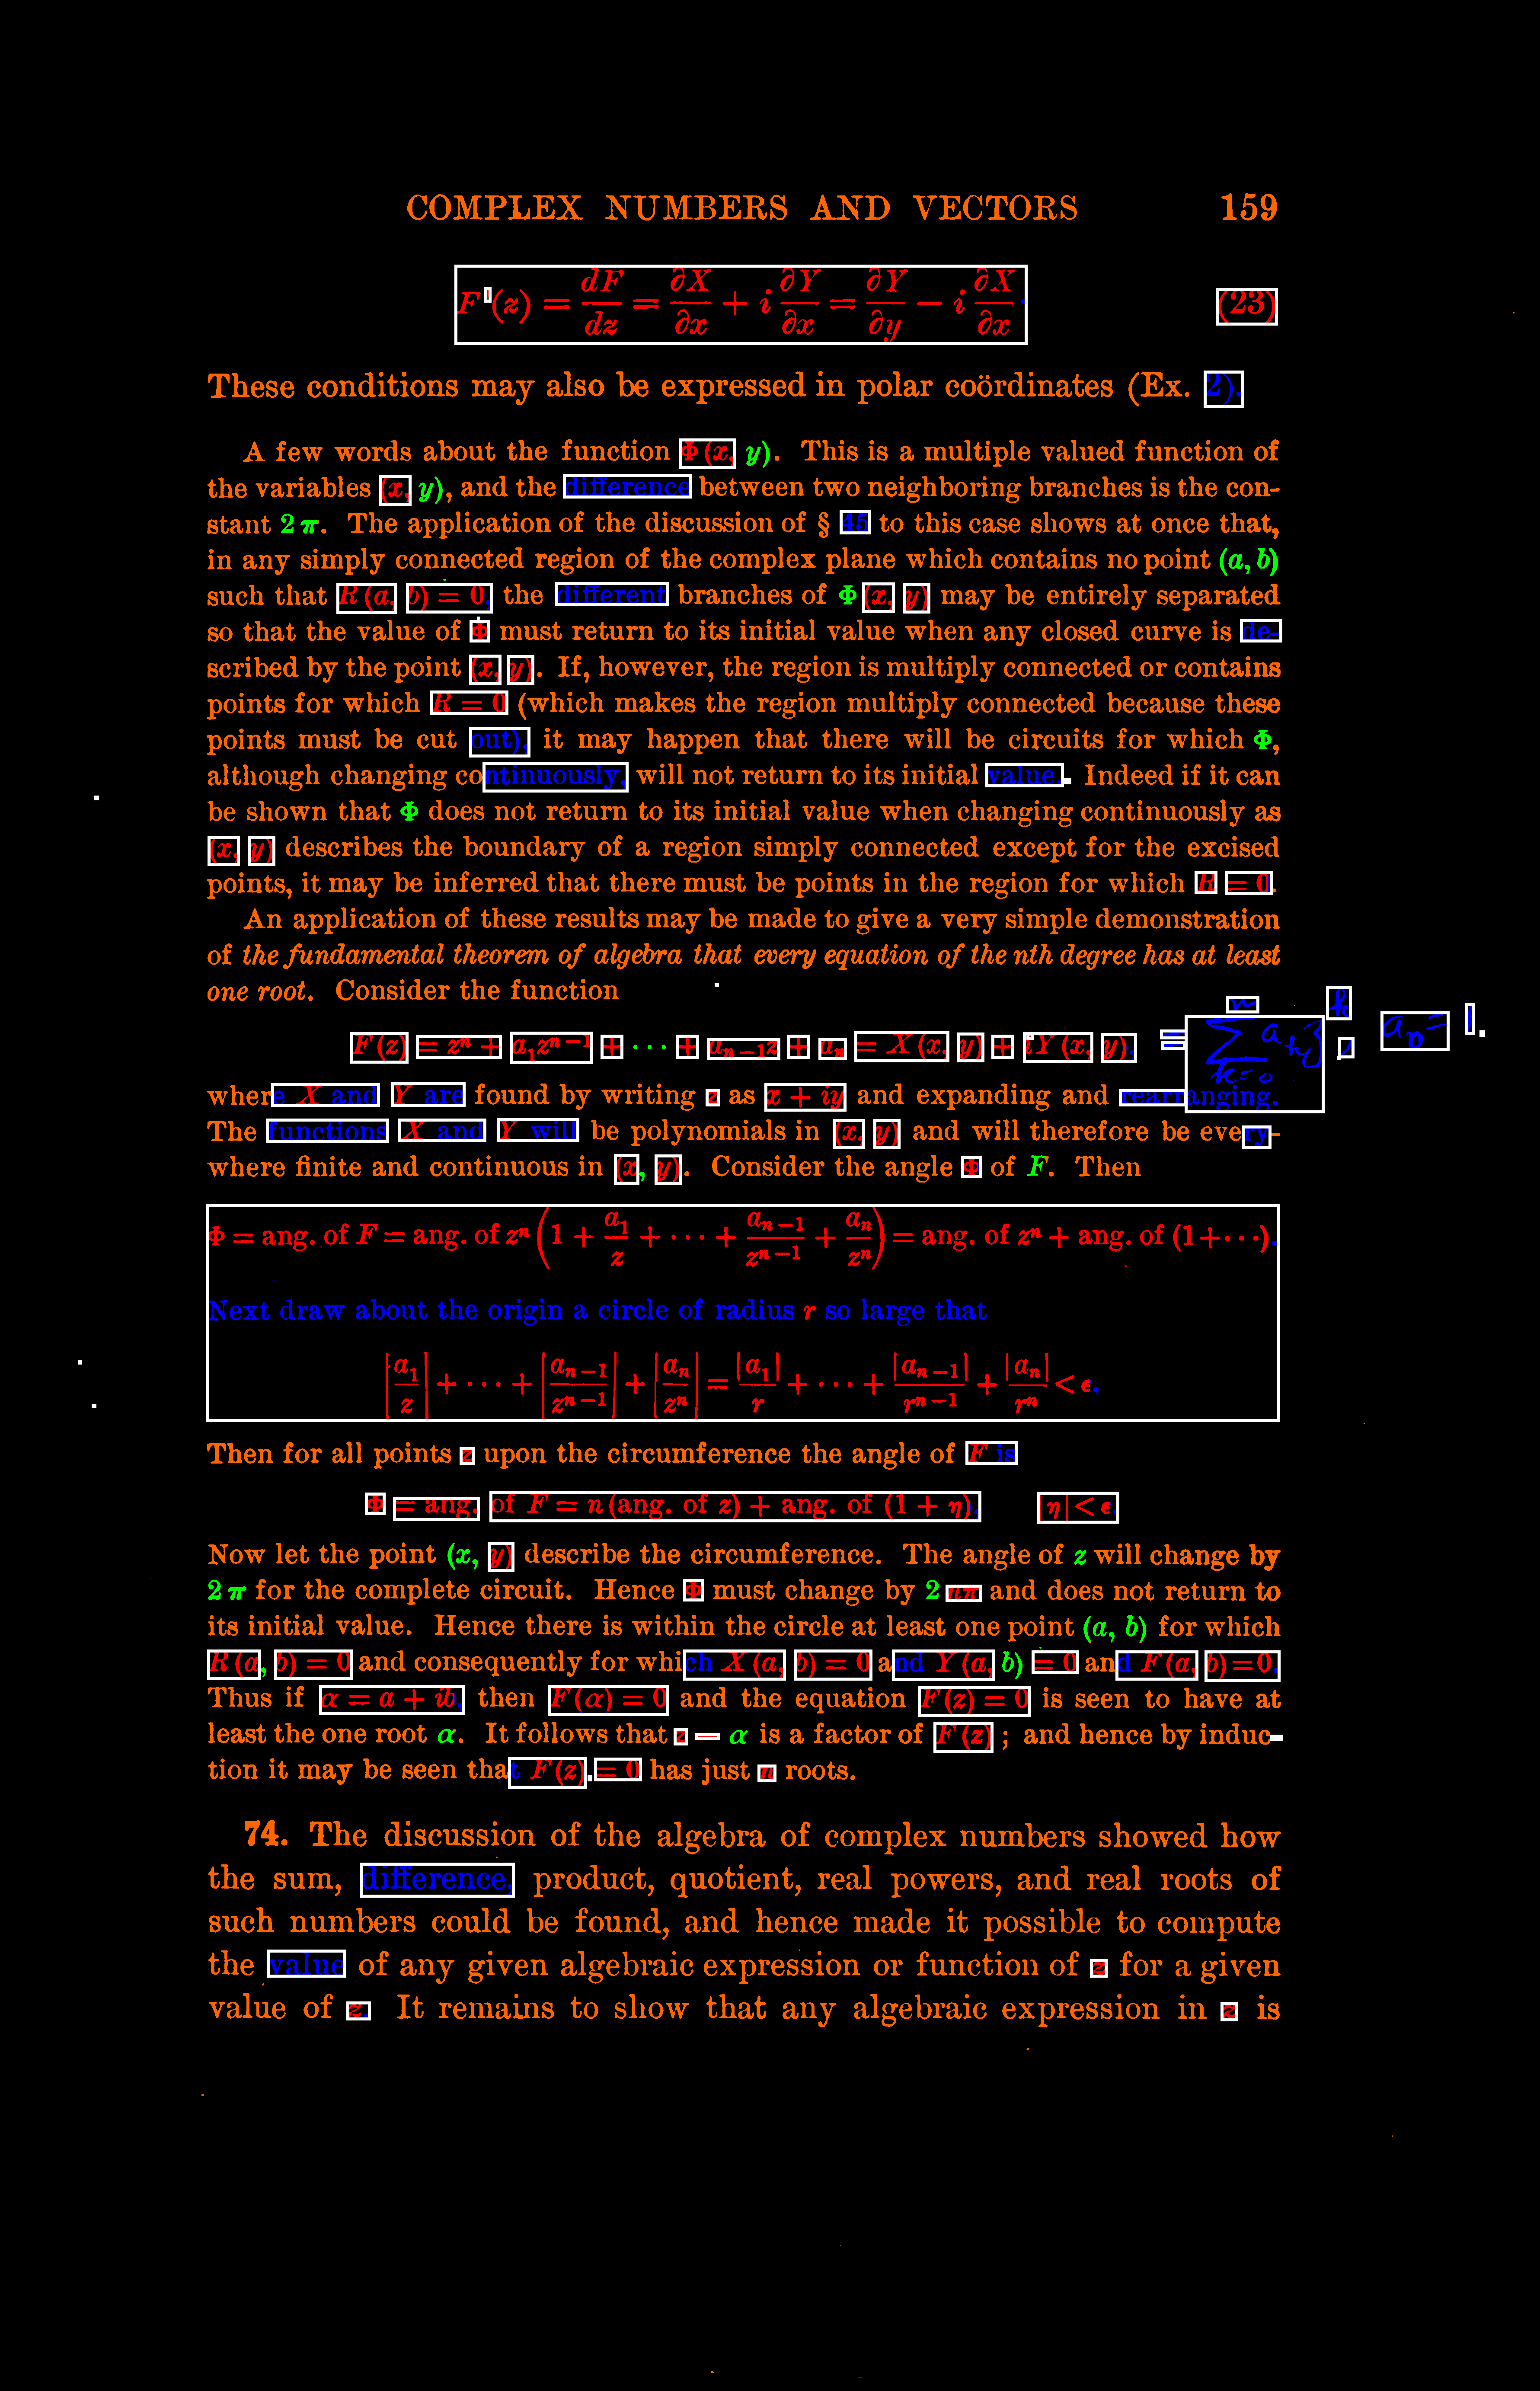 COMPLEX NUMBERS AND VECTORS 159
F'(z) = dF/dz = ∂X/∂x + i ∂Y/∂x = ∂Y/∂y − i ∂X/∂x (23)
These conditions may also be expressed in polar coördinates (Ex. 2).
A few words about the function Φ(x, y). This is a multiple valued function of
the variables (x, y), and the difference between two neighboring branches is the con-
stant 2π. The application of the discussion of § 45 to this case shows at once that,
in any simply connected region of the complex plane which contains no point (a, b)
such that R(a, b) = 0, the different branches of Φ(x, y) may be entirely separated
so that the value of Φ must return to its initial value when any closed curve is de-
scribed by the point (x, y). If, however, the region is multiply connected or contains
points for which R = 0 (which makes the region multiply connected because these
points must be cut out), it may happen that there will be circuits for which Φ,
although changing continuously, will not return to its initial value. Indeed if it can
be shown that Φ does not return to its initial value when changing continuously as
(x, y) describes the boundary of a region simply connected except for the excised
points, it may be inferred that there must be points in the region for which R = 0.
An application of these results may be made to give a very simple demonstration
of the fundamental theorem of algebra that every equation of the nth degree has at least
one root. Consider the function
F(z) = zⁿ + a₁zⁿ⁻¹ + · · · + aₙ₋₁z + aₙ = X(x, y) + iY(x, y),
where X and Y are found by writing z as x + iy and expanding and rearranging.
The functions X and Y will be polynomials in (x, y) and will therefore be every-
where finite and continuous in (x, y). Consider the angle Φ of F. Then
Φ = ang. of F = ang. of zⁿ (1 + a₁/z + · · · + aₙ₋₁/zⁿ⁻¹ + aₙ/zⁿ) = ang. of zⁿ + ang. of (1 + · · ·).
Next draw about the origin a circle of radius r so large that
|a₁/z| + · · · + |aₙ₋₁/zⁿ⁻¹| + |aₙ/zⁿ| = |a₁|/r + · · · + |aₙ₋₁|/rⁿ⁻¹ + |aₙ|/rⁿ < ϵ.
Then for all points z upon the circumference the angle of F is
Φ = ang. of F = n(ang. of z) + ang. of (1 + η), |η| < ϵ.
Now let the point (x, y) describe the circumference. The angle of z will change by
2π for the complete circuit. Hence Φ must change by 2nπ and does not return to
its initial value. Hence there is within the circle at least one point (a, b) for which
R(a, b) = 0 and consequently for which X(a, b) = 0 and Y(a, b) = 0 and F(a, b) = 0.
Thus if α = a + ib, then F(α) = 0 and the equation F(z) = 0 is seen to have at
least the one root α. It follows that z − α is a factor of F(z); and hence by induc-
tion it may be seen that F(z) = 0 has just n roots.
74. The discussion of the algebra of complex numbers showed how
the sum, difference, product, quotient, real powers, and real roots of
such numbers could be found, and hence made it possible to compute
the value of any given algebraic expression or function of z for a given
value of z. It remains to show that any algebraic expression in z is